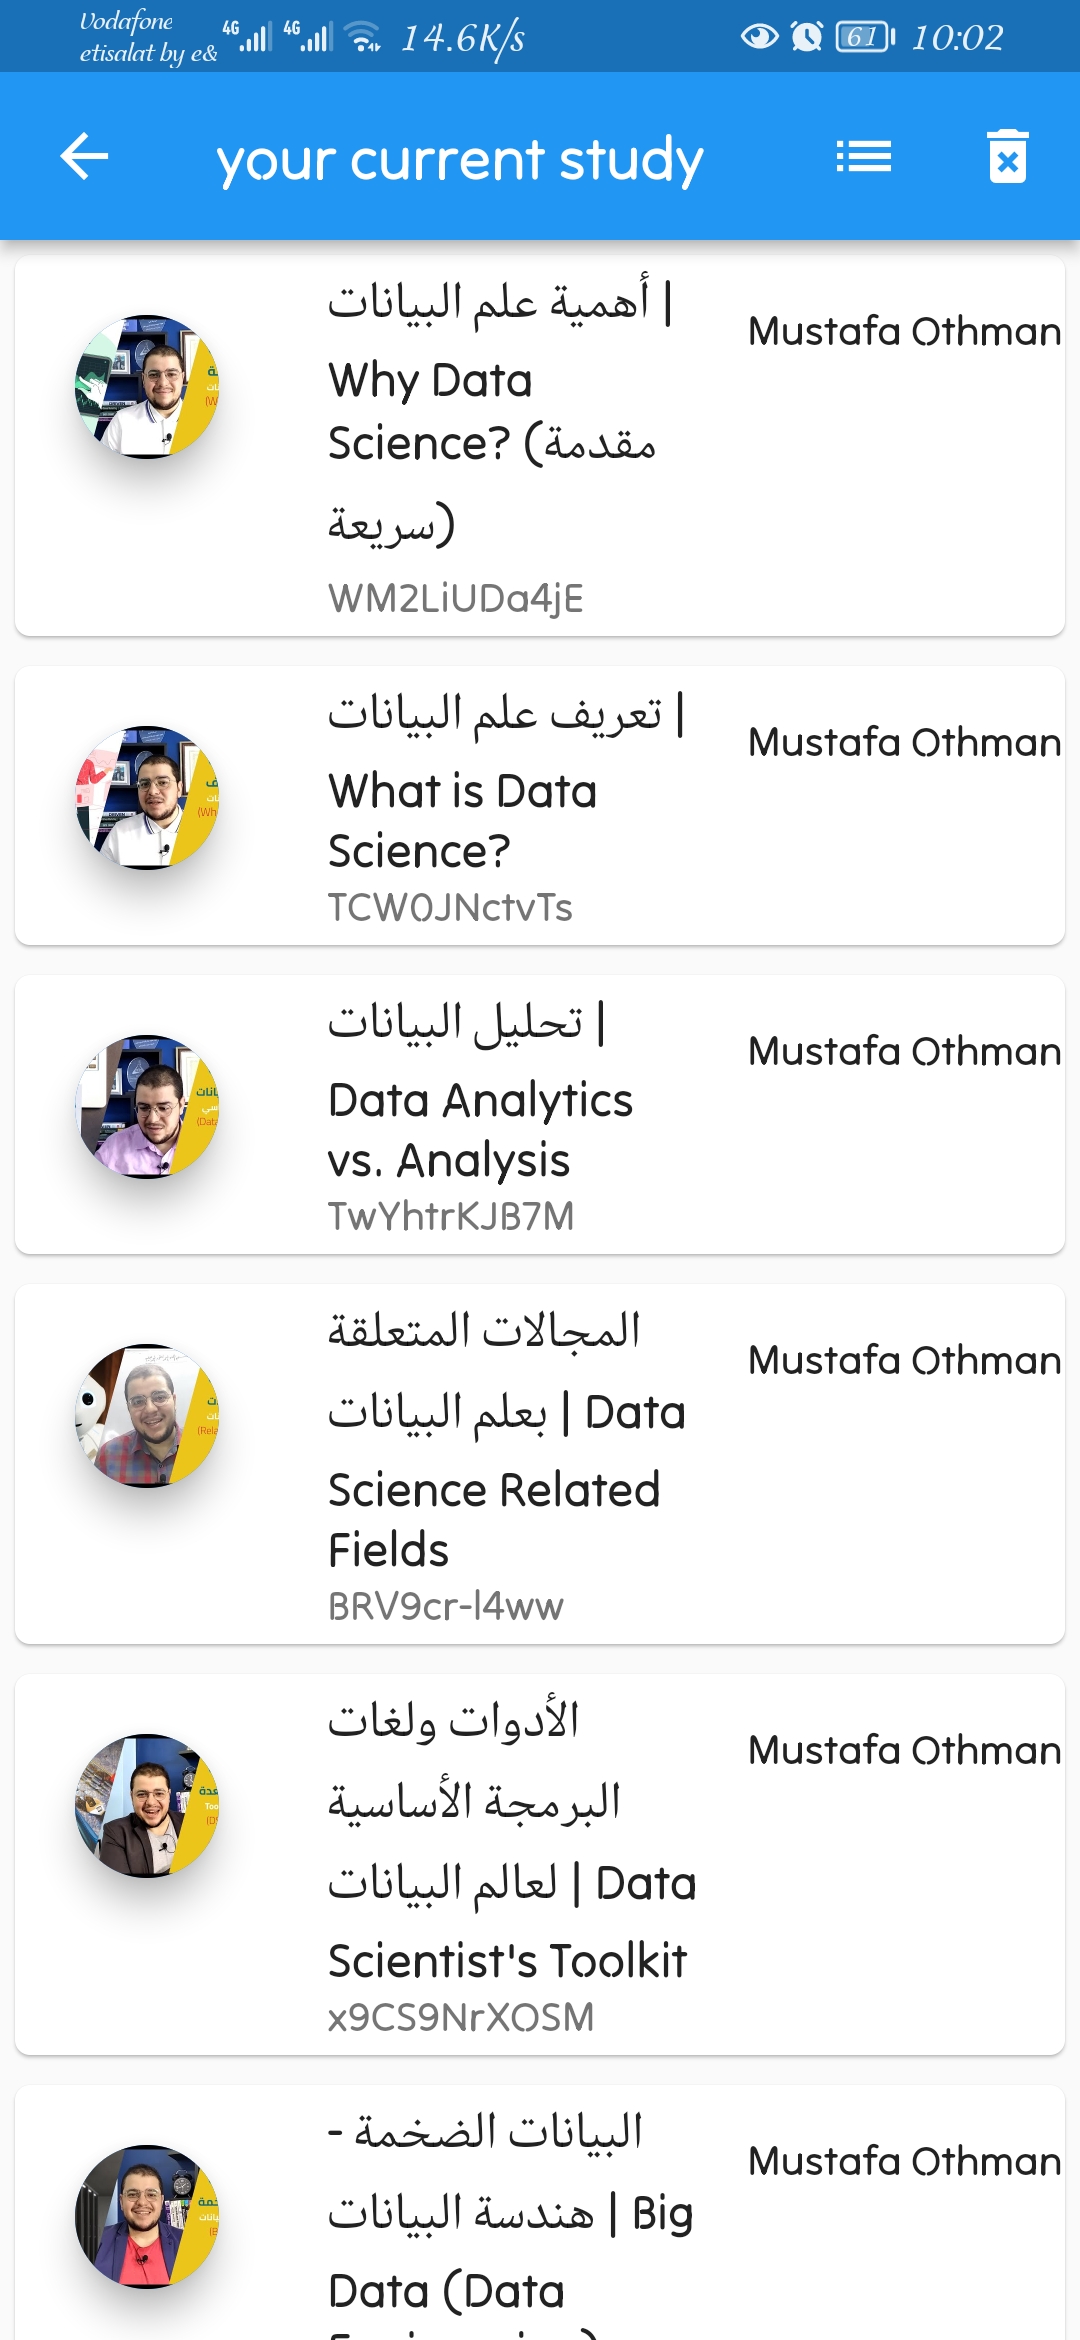 Vodafone
etisalat by e&
4G 4G 14.6K/s 61 10:02
your current study
أهمية علم البيانات |
Why Data
Science? (مقدمة
سريعة)
WM2LiUDa4jE
Mustafa Othman
تعريف علم البيانات |
What is Data
Science?
TCW0JNctvTs
Mustafa Othman
تحليل البيانات |
Data Analytics
vs. Analysis
TwYhtrKJB7M
Mustafa Othman
المجالات المتعلقة
بعلم البيانات | Data
Science Related
Fields
BRV9cr-l4ww
Mustafa Othman
الأدوات ولغات
البرمجة الأساسية
لعالم البيانات | Data
Scientist's Toolkit
x9CS9NrXOSM
Mustafa Othman
البيانات الضخمة -
هندسة البيانات | Big
Data (Data
Mustafa Othman